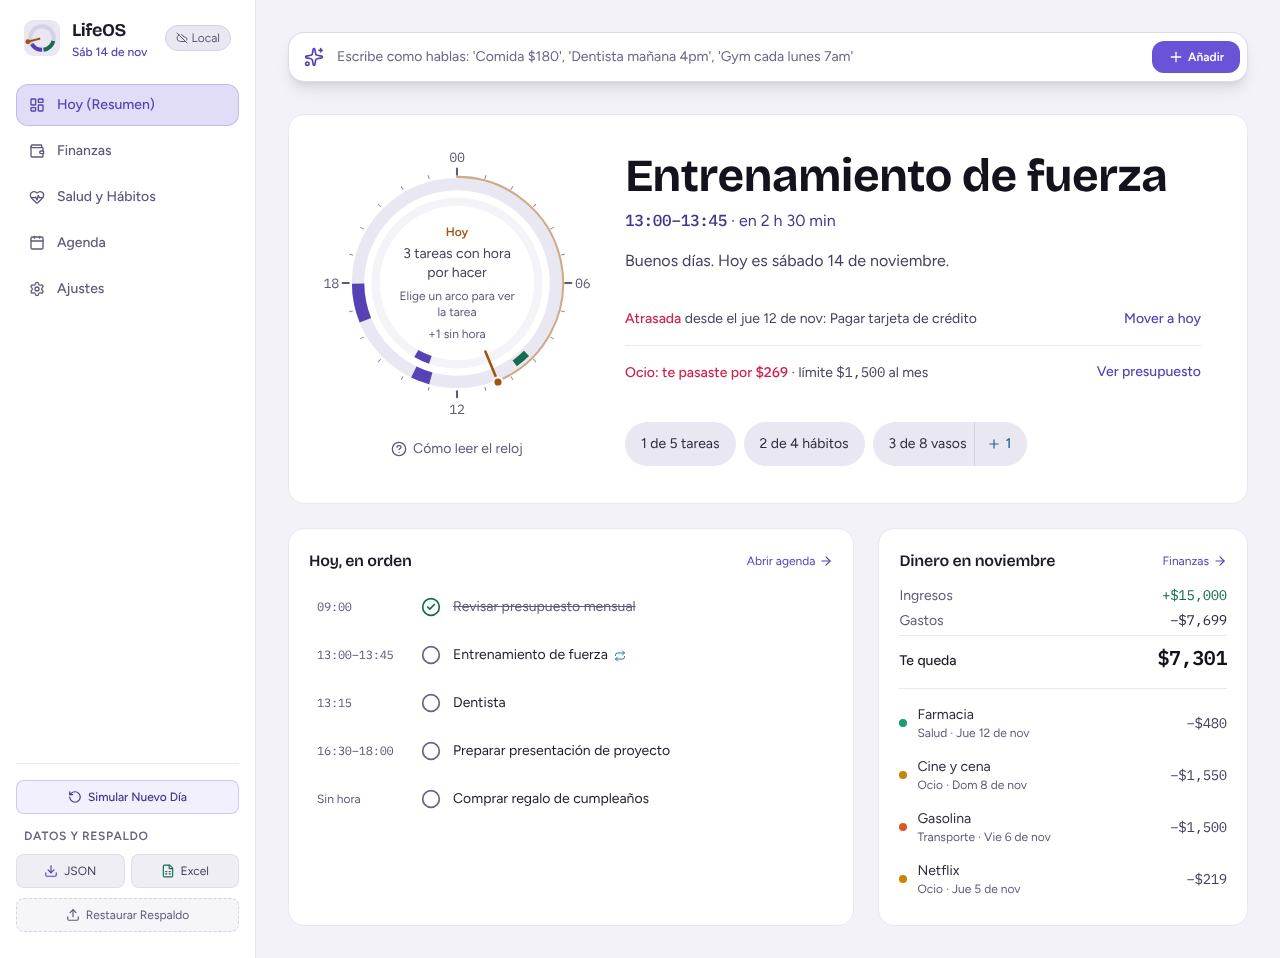 LifeOS
Sáb 14 de nov
Local
Hoy (Resumen)
Finanzas
Salud y Hábitos
Agenda
Ajustes
Simular Nuevo Día
DATOS Y RESPALDO
JSON
Excel
Restaurar Respaldo
Escribe como hablas: 'Comida $180', 'Dentista mañana 4pm', 'Gym cada lunes 7am'
Añadir
00
06
12
18
Hoy
3 tareas con hora
por hacer
Elige un arco para ver
la tarea
+1 sin hora
Cómo leer el reloj
Entrenamiento de fuerza
13:00–13:45 · en 2 h 30 min
Buenos días. Hoy es sábado 14 de noviembre.
Atrasada desde el jue 12 de nov: Pagar tarjeta de crédito
Mover a hoy
Ocio: te pasaste por $269 · límite $1,500 al mes
Ver presupuesto
1 de 5 tareas
2 de 4 hábitos
3 de 8 vasos
+ 1
Hoy, en orden
Abrir agenda →
09:00 Revisar presupuesto mensual
13:00–13:45 Entrenamiento de fuerza
13:15 Dentista
16:30–18:00 Preparar presentación de proyecto
Sin hora Comprar regalo de cumpleaños
Dinero en noviembre
Finanzas →
Ingresos +$15,000
Gastos −$7,699
Te queda $7,301
Farmacia −$480
Salud · Jue 12 de nov
Cine y cena −$1,550
Ocio · Dom 8 de nov
Gasolina −$1,500
Transporte · Vie 6 de nov
Netflix −$219
Ocio · Jue 5 de nov